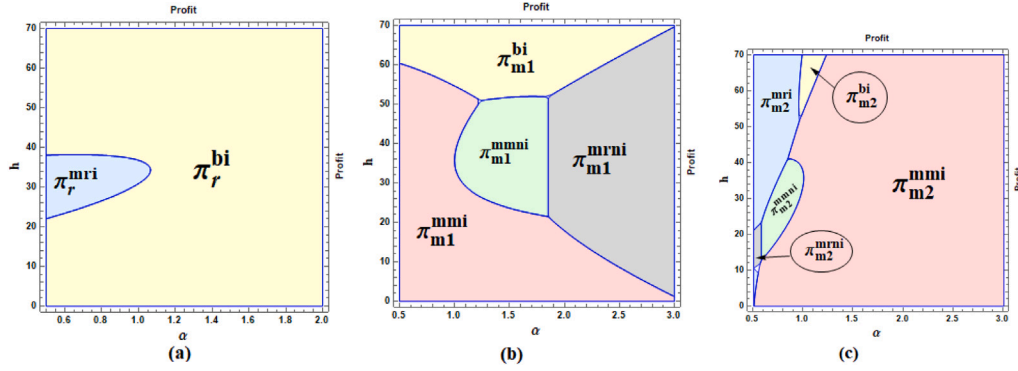 Profit
70
60
50
40
30
20
10
0
h
π_r^mri
π_r^bi
Profit
0.6 0.8 1.0 1.2 1.4 1.6 1.8 2.0
α
(a)
Profit
70
60
50
40
30
20
10
0
h
π_m1^bi
π_m1^mmni
π_m1^mrni
π_m1^mmi
Profit
0.5 1.0 1.5 2.0 2.5 3.0
α
(b)
Profit
70
60
50
40
30
20
10
0
h
π_m2^mri
π_m2^bi
π_m2^mmi
π_m2^mmni
π_m2^mrni
Profit
0.5 1.0 1.5 2.0 2.5 3.0
α
(c)